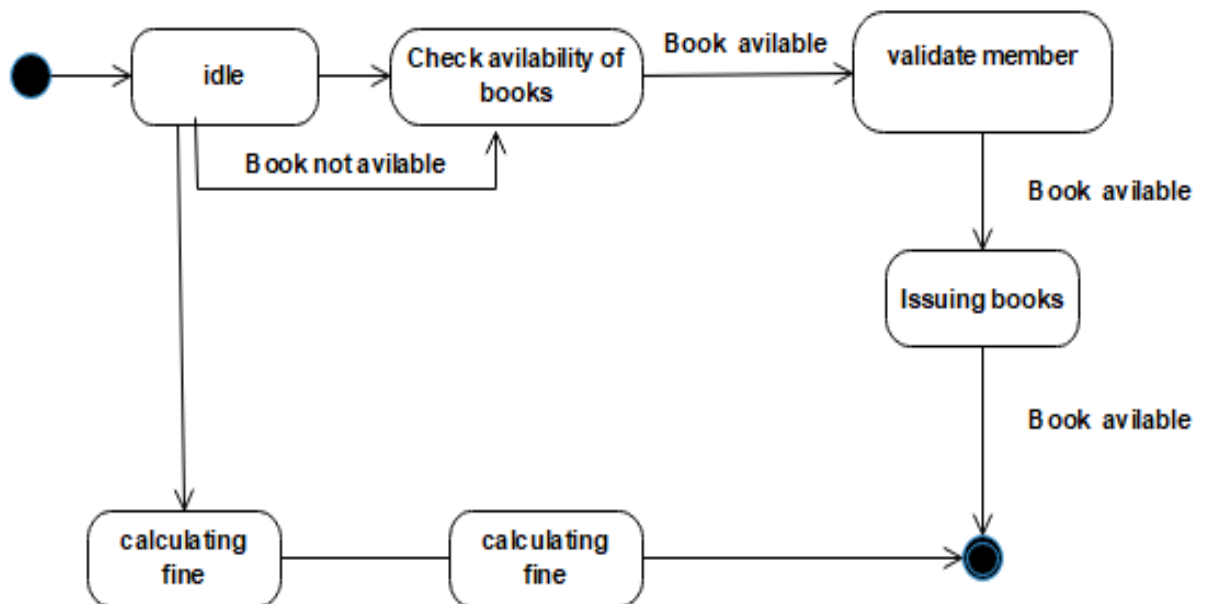 idle
Check avilability of
books
Book avilable
validate member
Book not avilable
Book avilable
Issuing books
Book avilable
calculating
fine
calculating
fine